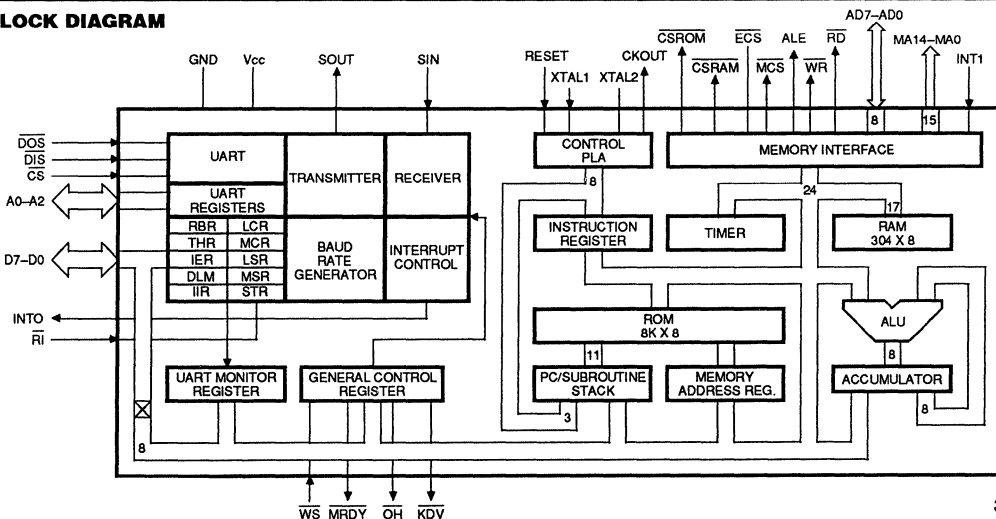 LOCK DIAGRAM
GND
Vcc
SOUT
SIN
RESET
XTAL1
XTAL2
CKOUT
CSROM
CSRAM
ECS
MCS
ALE
WR
RD
AD7–AD0
MA14–MA0
INT1
8
15
DOS
DIS
CS
A0–A2
D7–D0
INTO
RI
UART
UART
REGISTERS
RBR LCR
THR MCR
IER LSR
DLM MSR
IIR STR
TRANSMITTER
RECEIVER
BAUD
RATE
GENERATOR
INTERRUPT
CONTROL
CONTROL
PLA
8
MEMORY INTERFACE
24
17
INSTRUCTION
REGISTER
TIMER
RAM
304 X 8
ROM
8K X 8
ALU
11
8
UART MONITOR
REGISTER
GENERAL CONTROL
REGISTER
PC/SUBROUTINE
STACK
MEMORY
ADDRESS REG.
ACCUMULATOR
3
8
8
WS
MRDY
OH
KDV